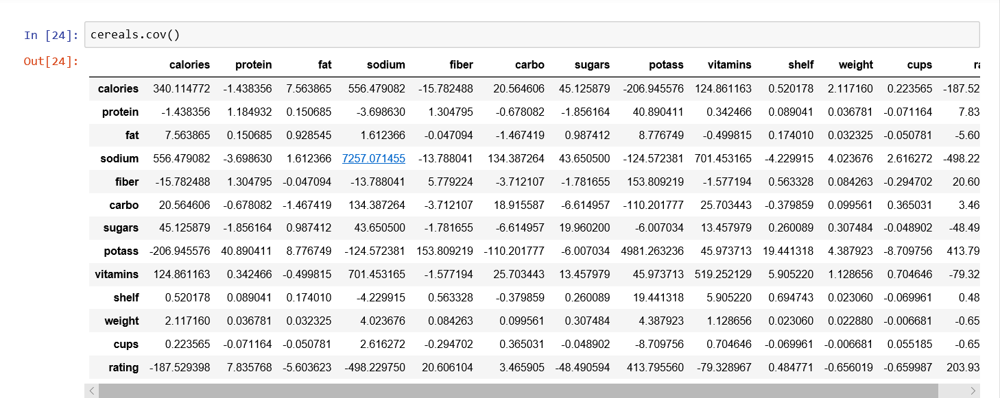 In [24]: cereals.cov()
Out[24]:
calories protein fat sodium fiber carbo sugars potass vitamins shelf weight cups ra
calories 340.114772 -1.438356 7.563865 556.479082 -15.782488 20.564606 45.125879 -206.945576 124.861163 0.520178 2.117160 0.223565 -187.52
protein -1.438356 1.184932 0.150685 -3.698630 1.304795 -0.678082 -1.856164 40.890411 0.342466 0.089041 0.036781 -0.071164 7.83
fat 7.563865 0.150685 0.928545 1.612366 -0.047094 -1.467419 0.987412 8.776749 -0.499815 0.174010 0.032325 -0.050781 -5.60
sodium 556.479082 -3.698630 1.612366 7257.071455 -13.788041 134.387264 43.650500 -124.572381 701.453165 -4.229915 4.023676 2.616272 -498.22
fiber -15.782488 1.304795 -0.047094 -13.788041 5.779224 -3.712107 -1.781655 153.809219 -1.577194 0.563328 0.084263 -0.294702 20.60
carbo 20.564606 -0.678082 -1.467419 134.387264 -3.712107 18.915587 -6.614957 -110.201777 25.703443 -0.379859 0.099561 0.365031 3.46
sugars 45.125879 -1.856164 0.987412 43.650500 -1.781655 -6.614957 19.960200 -6.007034 13.457979 0.260089 0.307484 -0.048902 -48.49
potass -206.945576 40.890411 8.776749 -124.572381 153.809219 -110.201777 -6.007034 4981.263236 45.973713 19.441318 4.387923 -8.709756 413.79
vitamins 124.861163 0.342466 -0.499815 701.453165 -1.577194 25.703443 13.457979 45.973713 519.252129 5.905220 1.128656 0.704646 -79.32
shelf 0.520178 0.089041 0.174010 -4.229915 0.563328 -0.379859 0.260089 19.441318 5.905220 0.694743 0.023060 -0.069961 0.48
weight 2.117160 0.036781 0.032325 4.023676 0.084263 0.099561 0.307484 4.387923 1.128656 0.023060 0.022880 -0.006681 -0.65
cups 0.223565 -0.071164 -0.050781 2.616272 -0.294702 0.365031 -0.048902 -8.709756 0.704646 -0.069961 -0.006681 0.055185 -0.65
rating -187.529398 7.835768 -5.603623 -498.229750 20.606104 3.465905 -48.490594 413.795560 -79.328967 0.484771 -0.656019 -0.659987 203.93